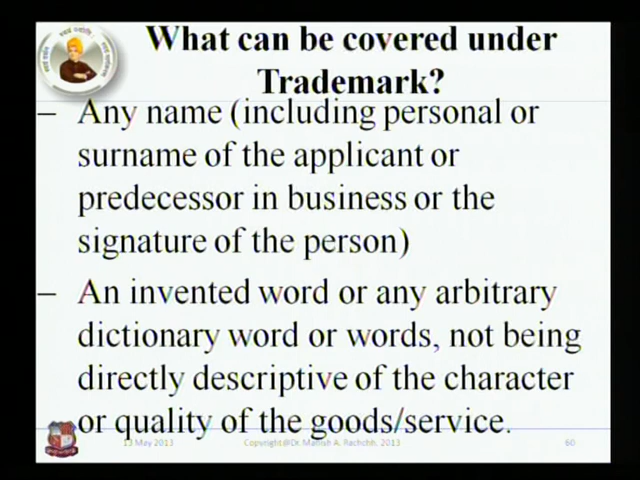 What can be covered under
Trademark?
– Any name (including personal or
surname of the applicant or
predecessor in business or the
signature of the person)
– An invented word or any arbitrary
dictionary word or words, not being
directly descriptive of the character
or quality of the goods/service.
13 May 2013 Copyright@Dr. Manish A. Rachchh. 2013 60